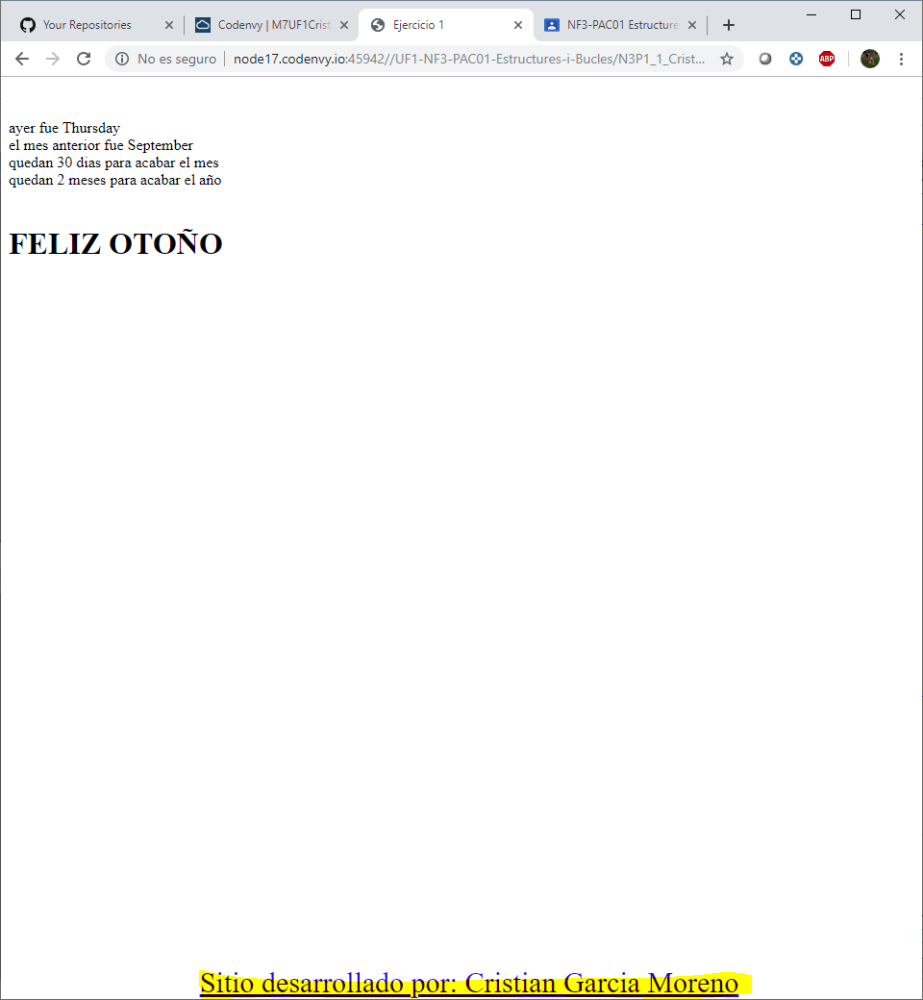 Your Repositories
Codenvy | M7UF1Crist
Ejercicio 1
NF3-PAC01 Estructure
No es seguro
node17.codenvy.io:45942//UF1-NF3-PAC01-Estructures-i-Bucles/N3P1_1_Crist...
ABP
ayer fue Thursday
el mes anterior fue September
quedan 30 dias para acabar el mes
quedan 2 meses para acabar el año
FELIZ OTOÑO
Sitio desarrollado por: Cristian Garcia Moreno